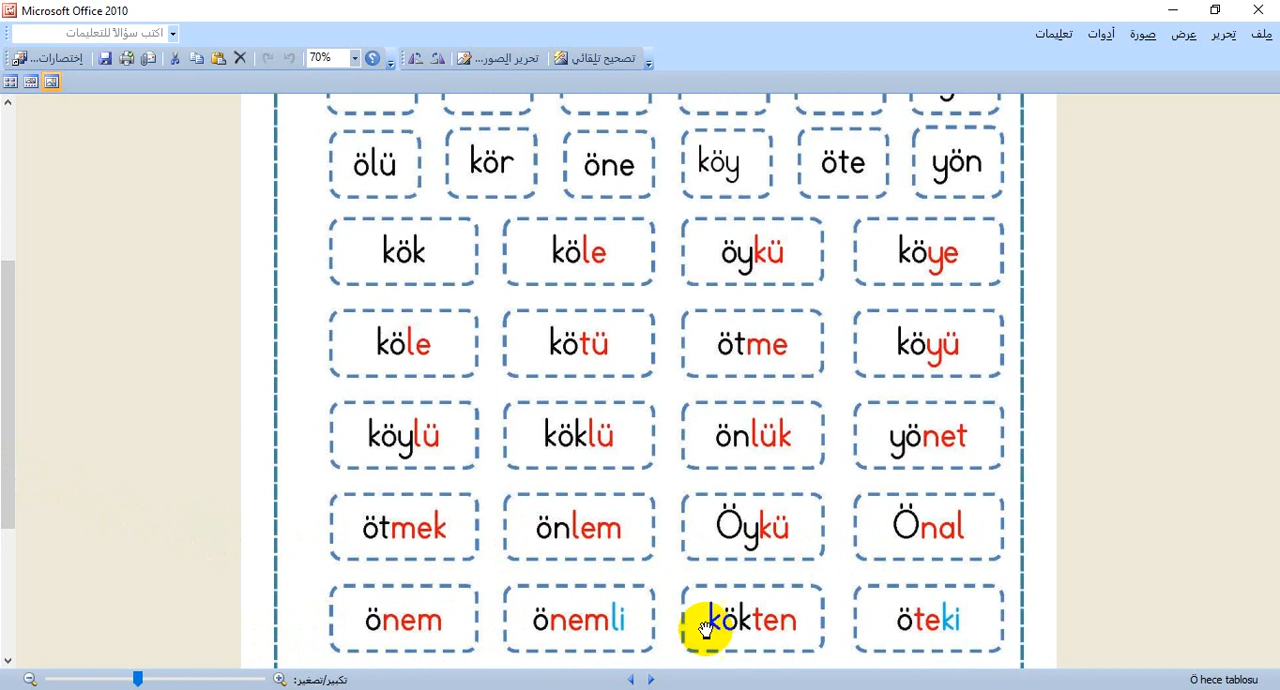 Microsoft Office 2010
اكتب سؤالاً للتعليمات
ملف تحرير عرض صورة أدوات تعليمات
إختصارات... 70% تحرير الصور... تصحيح تلقائي
ölü kör öne köy öte yön
kök köle öykü köye
köle kötü ötme köyü
köylü köklü önlük yönet
ötmek önlem Öykü Önal
önem önemli kökten öteki
تكبير/تصغير: Ö hece tablosu